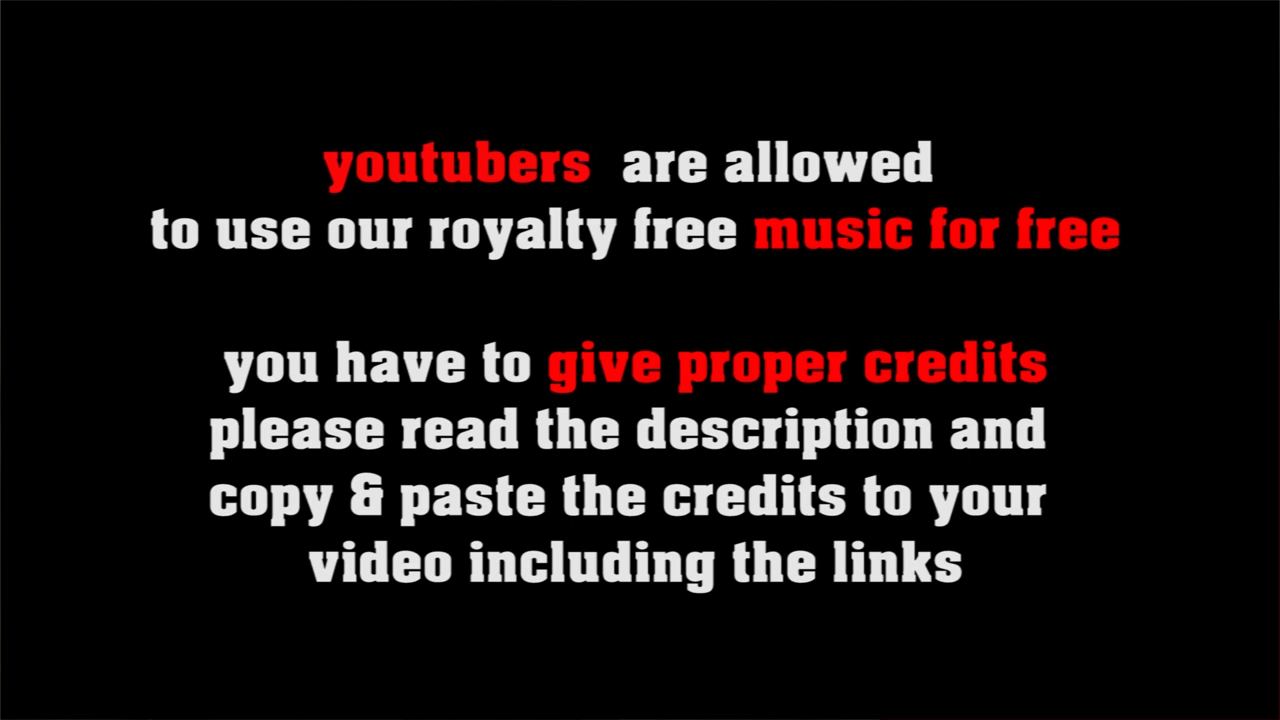 youtubers are allowed
to use our royalty free music for free
you have to give proper credits
please read the description and
copy & paste the credits to your
video including the links